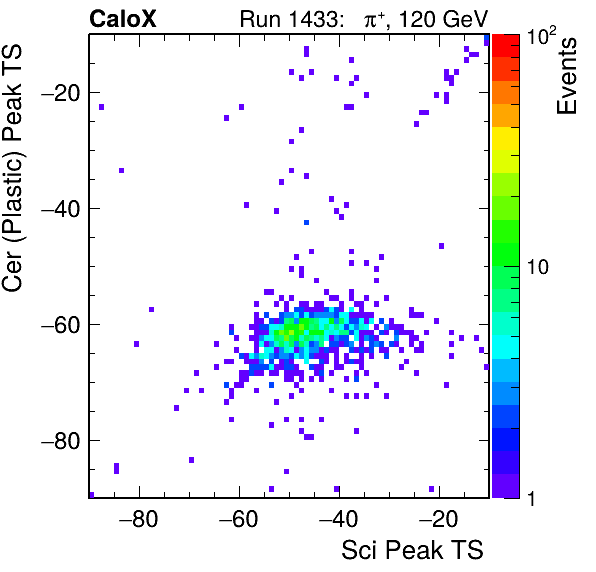 CaloX Run 1433: π+, 120 GeV
Cer (Plastic) Peak TS
Events
10²
10
1
−20
−40
−60
−80
−80 −60 −40 −20
Sci Peak TS